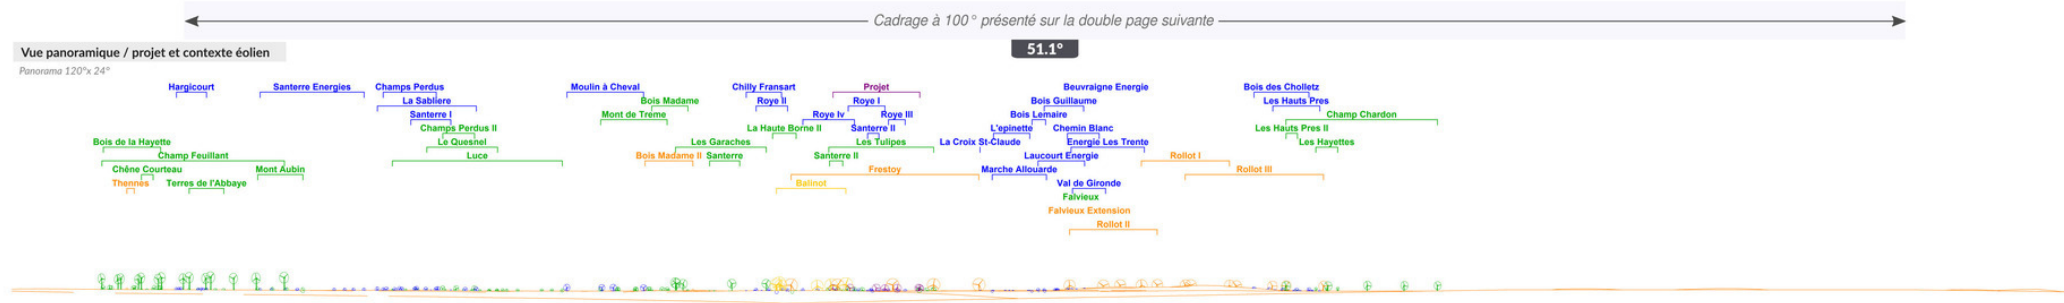 Cadrage à 100° présenté sur la double page suivante
Vue panoramique / projet et contexte éolien
51.1°
Panorama 120°x 24°
Hargicourt
Santerre Energies
Champs Perdus
Moulin à Cheval
Chilly Fransart
Projet
Beuvraigne Energie
Bois des Cholletz
La Sabliere
Bois Madame
Roye II
Roye I
Bois Guillaume
Les Hauts Pres
Santerre I
Mont de Treme
Roye Iv
Roye III
Bois Lemaire
Champ Chardon
Champs Perdus II
La Haute Borne II
Santerre II
L'epinette
Chemin Blanc
Les Hauts Pres II
Bois de la Hayette
Le Quesnel
Les Garaches
Les Tulipes
La Croix St-Claude
Energie Les Trente
Les Hayettes
Champ Feuillant
Luce
Bois Madame II
Santerre
Santerre II
Laucourt Energie
Rollot I
Chêne Courteau
Mont Aubin
Frestoy
Marche Allouarde
Rollot III
Thennes
Terres de l'Abbaye
Balinot
Val de Gironde
Falvieux
Falvieux Extension
Rollot II